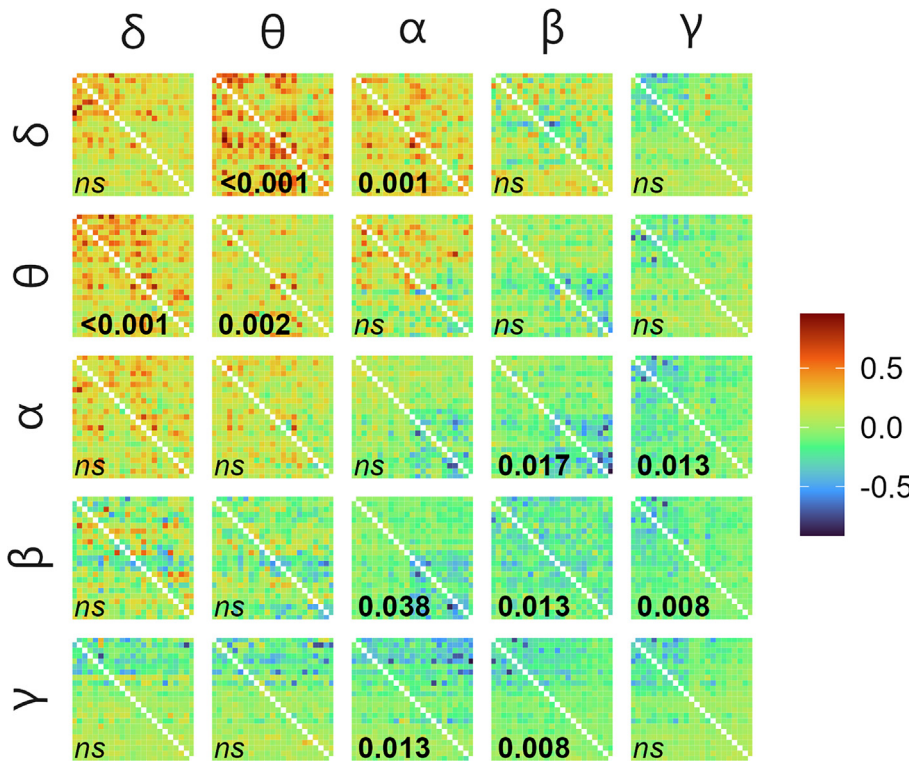 δ θ α β γ
δ ns <0.001 0.001 ns ns
θ <0.001 0.002 ns ns ns
α ns ns ns 0.017 0.013
β ns ns 0.038 0.013 0.008
γ ns ns 0.013 0.008 ns
0.5
0.0
-0.5